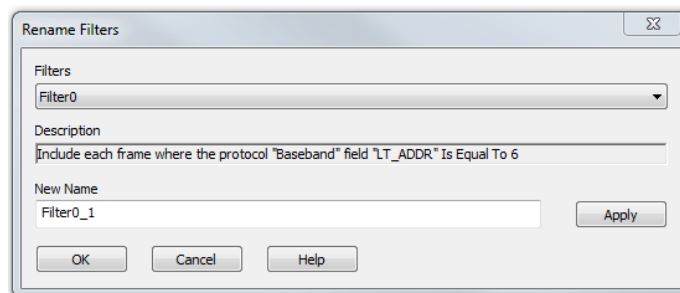 Rename Filters
Filters
Filter0
Description
Include each frame where the protocol "Baseband" field "LT_ADDR" Is Equal To 6
New Name
Filter0_1
Apply
OK
Cancel
Help